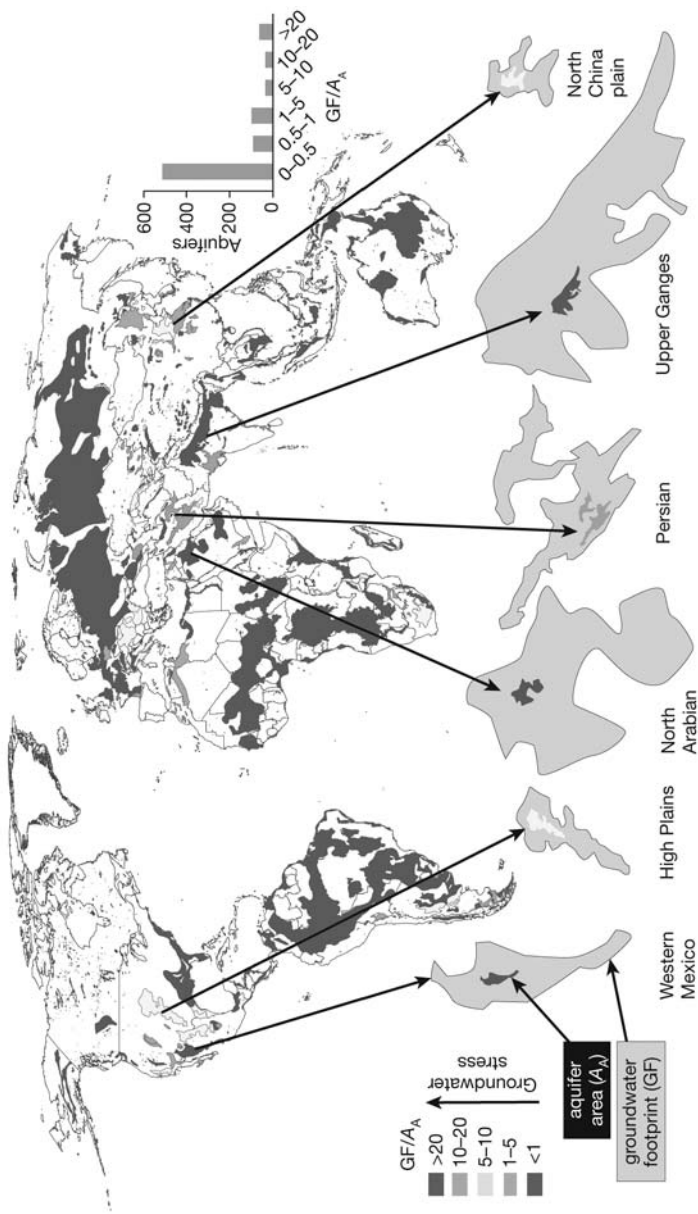 600
400
200
0
Aquifers
0–0.5
0.5–1
1–5
5–10
10–20
>20
GF/A_A
GF/A_A
>20
10–20
5–10
1–5
<1
Groundwater
stress
aquifer
area (A_A)
groundwater
footprint (GF)
Western
Mexico
High Plains
North
Arabian
Persian
Upper Ganges
North
China
plain